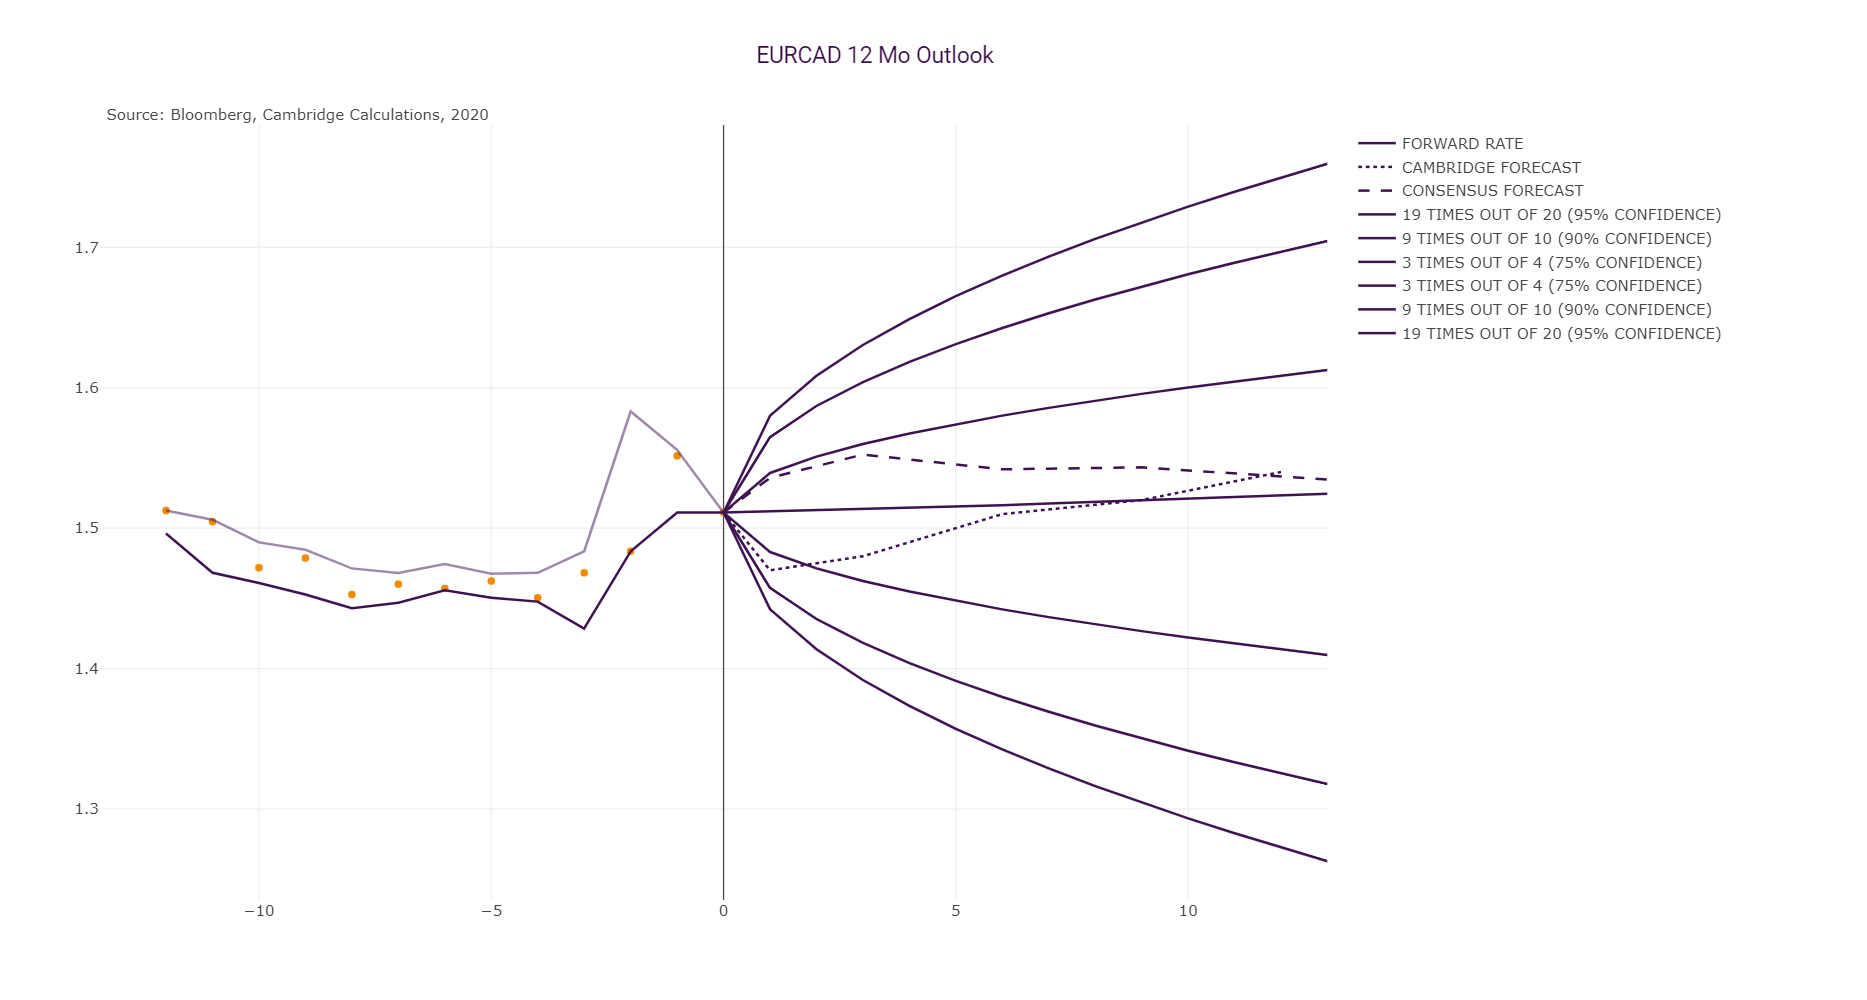 EURCAD 12 Mo Outlook
Source: Bloomberg, Cambridge Calculations, 2020
FORWARD RATE
CAMBRIDGE FORECAST
CONSENSUS FORECAST
19 TIMES OUT OF 20 (95% CONFIDENCE)
9 TIMES OUT OF 10 (90% CONFIDENCE)
3 TIMES OUT OF 4 (75% CONFIDENCE)
3 TIMES OUT OF 4 (75% CONFIDENCE)
9 TIMES OUT OF 10 (90% CONFIDENCE)
19 TIMES OUT OF 20 (95% CONFIDENCE)
1.7
1.6
1.5
1.4
1.3
−10 −5 0 5 10